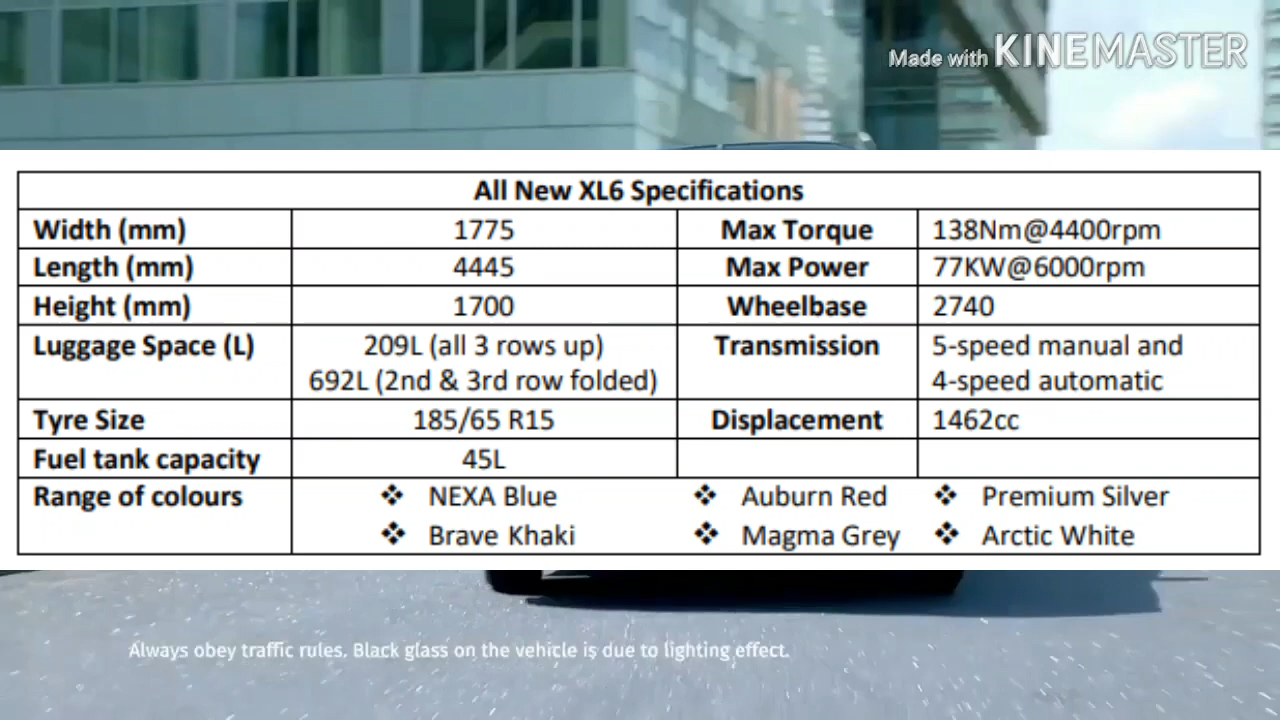 Made with KINEMASTER
All New XL6 Specifications
Width (mm) 1775 Max Torque 138Nm@4400rpm
Length (mm) 4445 Max Power 77KW@6000rpm
Height (mm) 1700 Wheelbase 2740
Luggage Space (L) 209L (all 3 rows up) Transmission 5-speed manual and
692L (2nd & 3rd row folded) 4-speed automatic
Tyre Size 185/65 R15 Displacement 1462cc
Fuel tank capacity 45L
Range of colours ❖ NEXA Blue ❖ Auburn Red ❖ Premium Silver
❖ Brave Khaki ❖ Magma Grey ❖ Arctic White
Always obey traffic rules. Black glass on the vehicle is due to lighting effect.